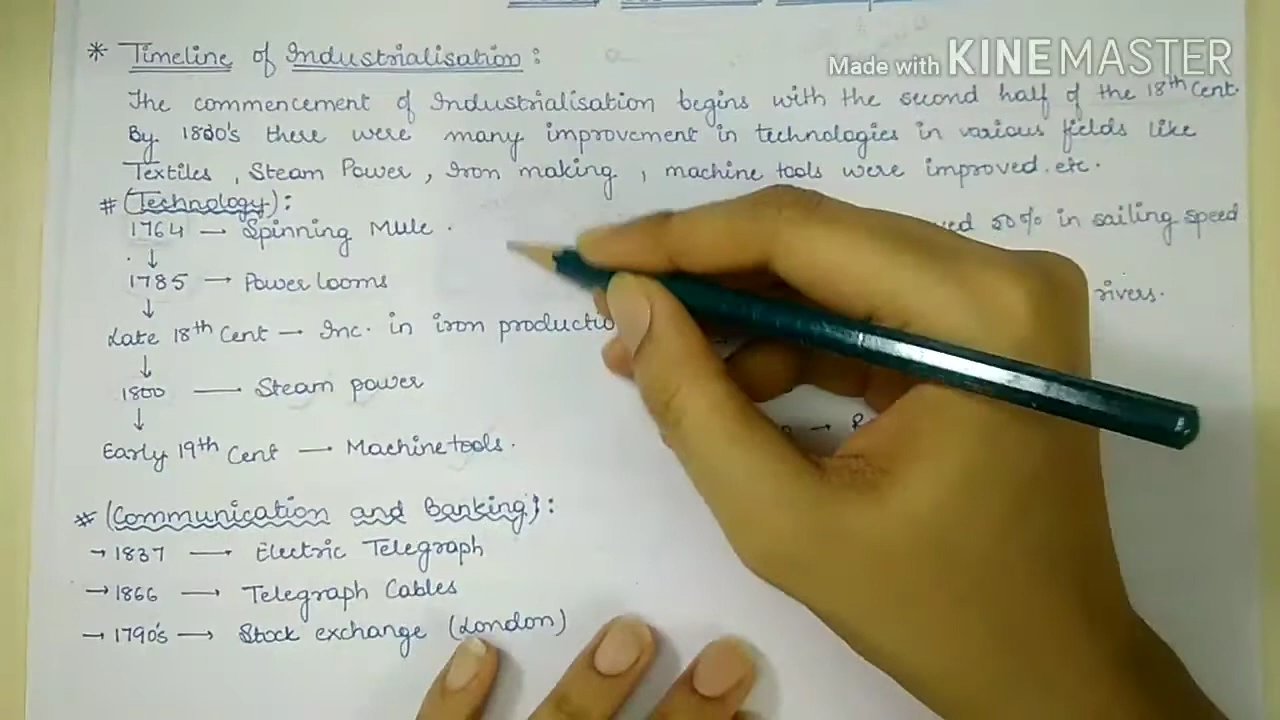 Made with KINEMASTER
* Timeline of Industrialisation:
The commencement of Industrialisation begins with the second half of the 18th Cent.
By 1830's there were many improvement in technologies in various fields like
Textiles, Steam Power, Iron making, machine tools were improved. etc.
# (Technology):
1764 → Spinning Mule.
↓
1785 → Power looms
↓
Late 18th Cent → Inc. in iron productio
↓
1800 — Steam power
↓
Early 19th Cent → Machine tools.
50% in sailing speed
rivers.
# (Communication and Banking):
→ 1837 → Electric Telegraph
→ 1866 → Telegraph Cables
→ 1790's → Stock exchange (London)